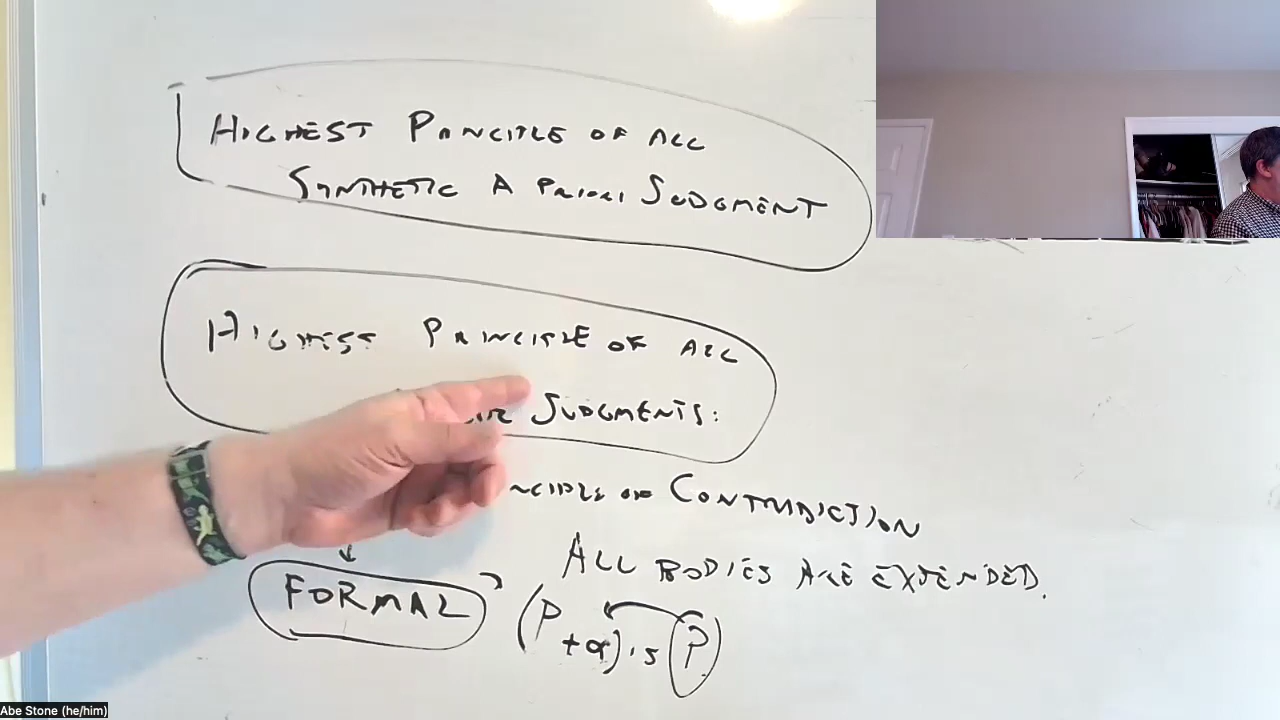 HIGHEST PRINCIPLE OF ALL
SYNTHETIC A PRIORI JUDGMENT
HIGHEST PRINCIPLE OF ALL
JUDGMENTS:
OF CONTRADICTION
ALL BODIES ARE EXTENDED.
FORMAL
(P + α) is P
Abe Stone (he/him)